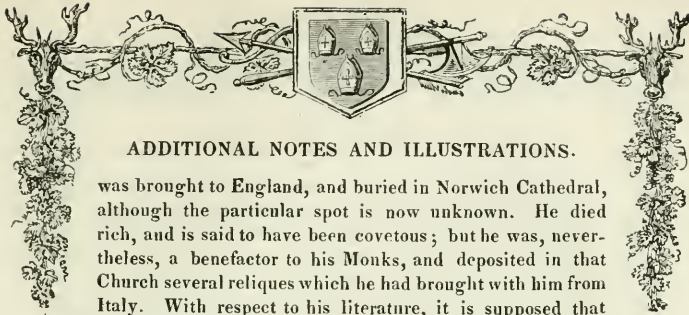 ADDITIONAL NOTES AND ILLUSTRATIONS.
was brought to England, and buried in Norwich Cathedral,
although the particular spot is now unknown. He died
rich, and is said to have been covetous; but he was, never-
theless, a benefactor to his Monks, and deposited in that
Church several reliques which he had brought with him from
Italy. With respect to his literature, it is supposed that